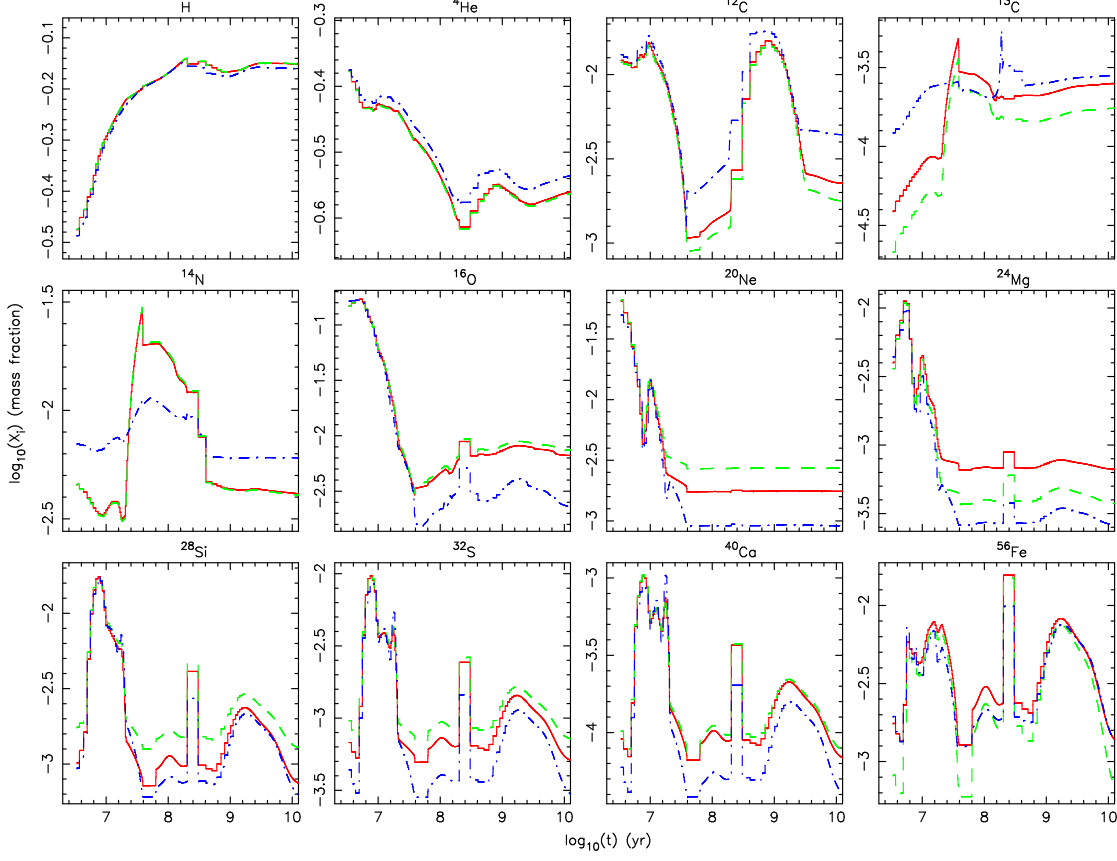 H
⁴He
¹²C
¹³C
−0.1
−0.2
−0.3
−0.4
−0.5
−0.3
−0.4
−0.5
−0.6
−2
−2.5
−3
−3.5
−4
−4.5
¹⁴N
¹⁶O
²⁰Ne
²⁴Mg
−1.5
−2
−2.5
−1
−1.5
−2
−2.5
−1.5
−2
−2.5
−3
−2
−2.5
−3
−3.5
log₁₀(Xᵢ) (mass fraction)
²⁸Si
³²S
⁴⁰Ca
⁵⁶Fe
−2
−2.5
−3
−2
−2.5
−3
−3.5
−3
−3.5
−4
−2
−2.5
−3
7 8 9 10
7 8 9 10
7 8 9 10
7 8 9 10
log₁₀(t) (yr)